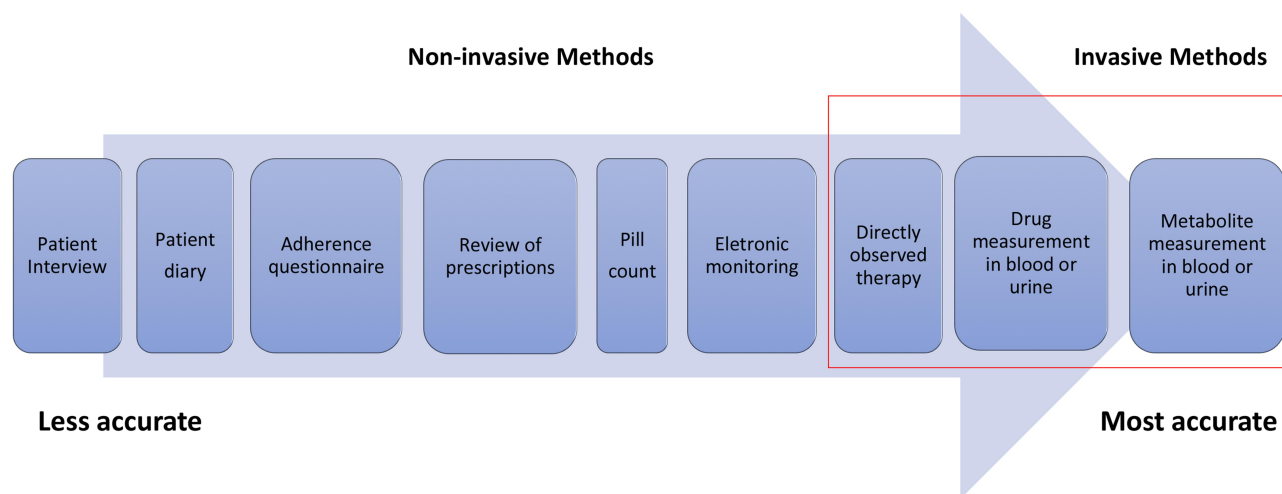 Non-invasive Methods
Invasive Methods
Patient
Interview
Patient
diary
Adherence
questionnaire
Review of
prescriptions
Pill
count
Eletronic
monitoring
Directly
observed
therapy
Drug
measurement
in blood or
urine
Metabolite
measurement
in blood or
urine
Less accurate
Most accurate